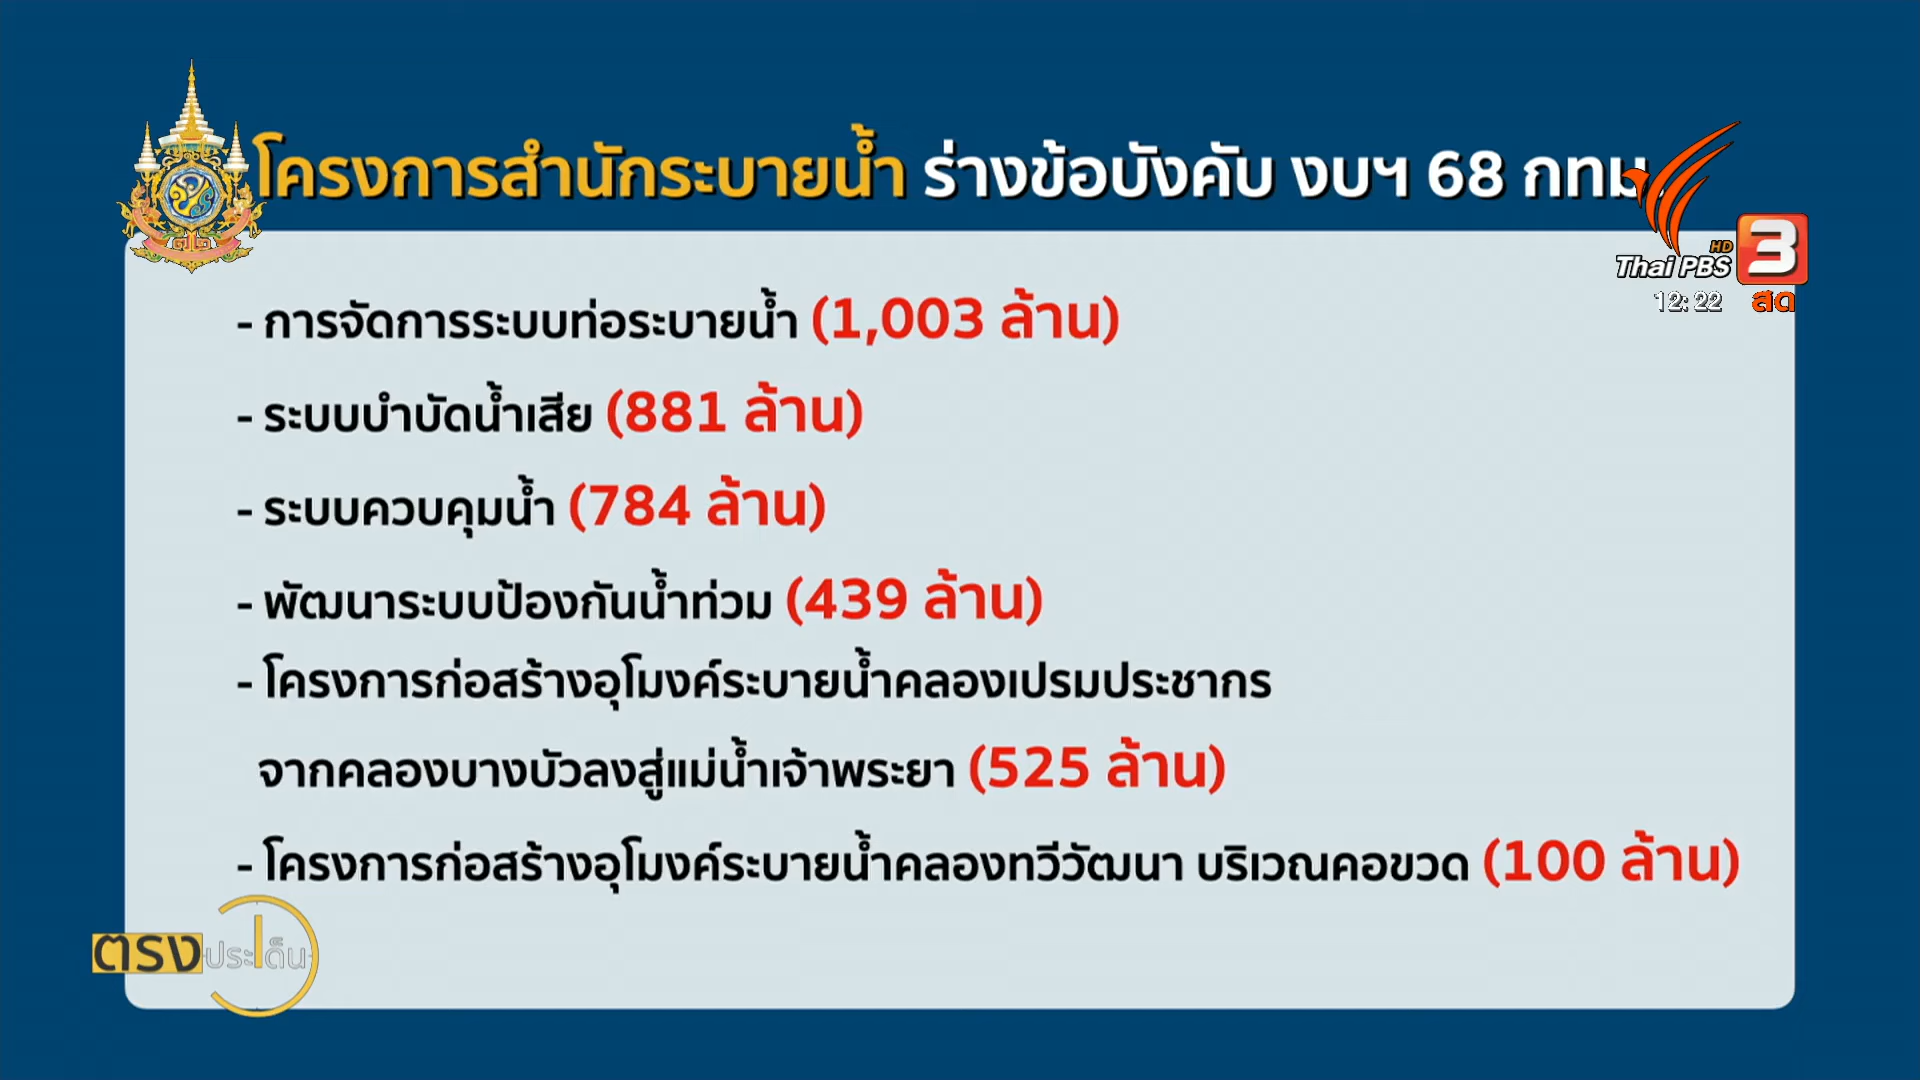 โครงการสำนักระบายน้ำ ร่างข้อบังคับ งบฯ 68 กทม.
HD
Thai PBS 3
12:22 สด
- การจัดการระบบท่อระบายน้ำ (1,003 ล้าน)
- ระบบบำบัดน้ำเสีย (881 ล้าน)
- ระบบควบคุมน้ำ (784 ล้าน)
- พัฒนาระบบป้องกันน้ำท่วม (439 ล้าน)
- โครงการก่อสร้างอุโมงค์ระบายน้ำคลองเปรมประชากร
จากคลองบางบัวลงสู่แม่น้ำเจ้าพระยา (525 ล้าน)
- โครงการก่อสร้างอุโมงค์ระบายน้ำคลองทวีวัฒนา บริเวณคอขวด (100 ล้าน)
ตรงประเด็น
๗๒